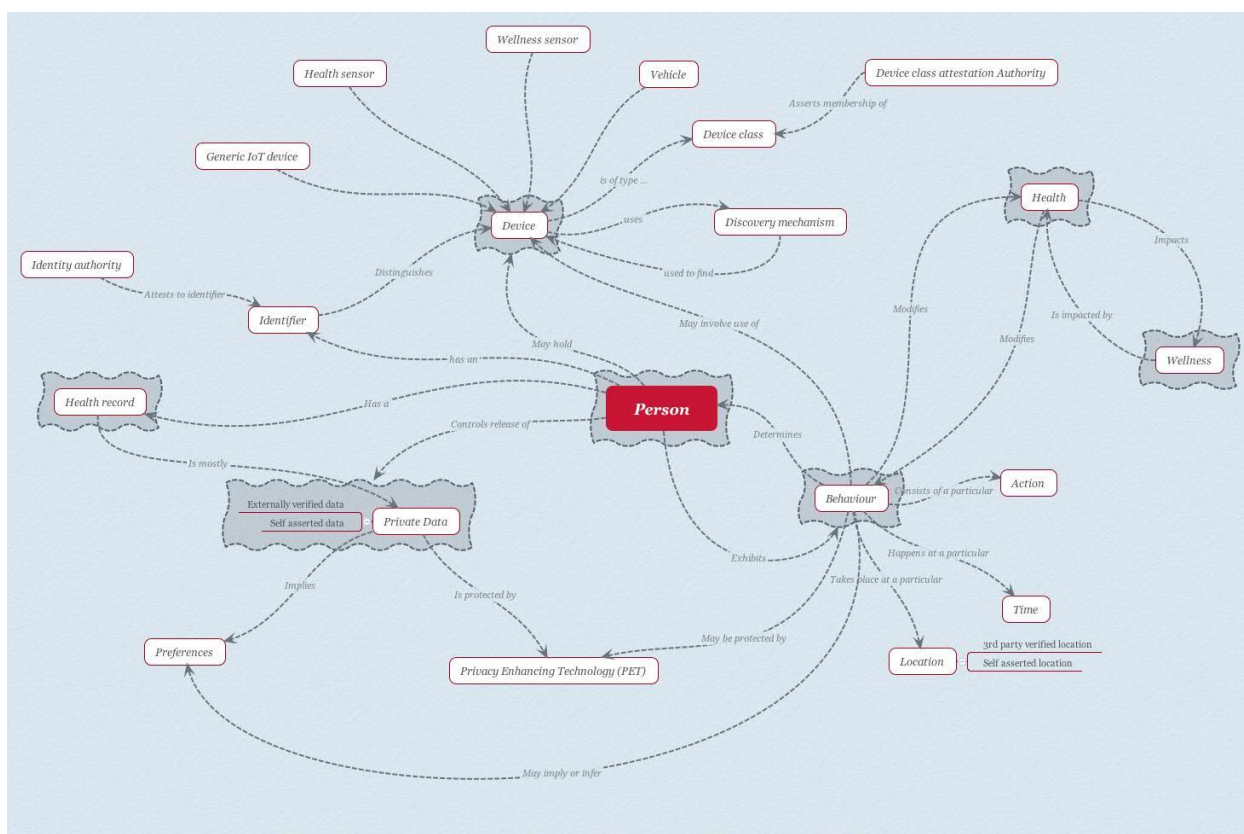 Wellness sensor
Health sensor
Vehicle
Device class attestation Authority
Asserts membership of
Device class
Generic IoT device
is of type ...
Health
Device
uses
Discovery mechanism
Impacts
Identity authority
Distinguishes
used to find
Attests to identifier
Identifier
May involve use of
Modifies
Is impacted by
Modifies
May hold
has an
Wellness
Health record
Has a
Person
Controls release of
Determines
Is mostly
Behaviour
Consists of a particular
Action
Externally verified data
Self asserted data
Private Data
Exhibits
Happens at a particular
Takes place at a particular
Implies
Is protected by
Time
May be protected by
3rd party verified location
Preferences
Privacy Enhancing Technology (PET)
Location
Self asserted location
May imply or infer